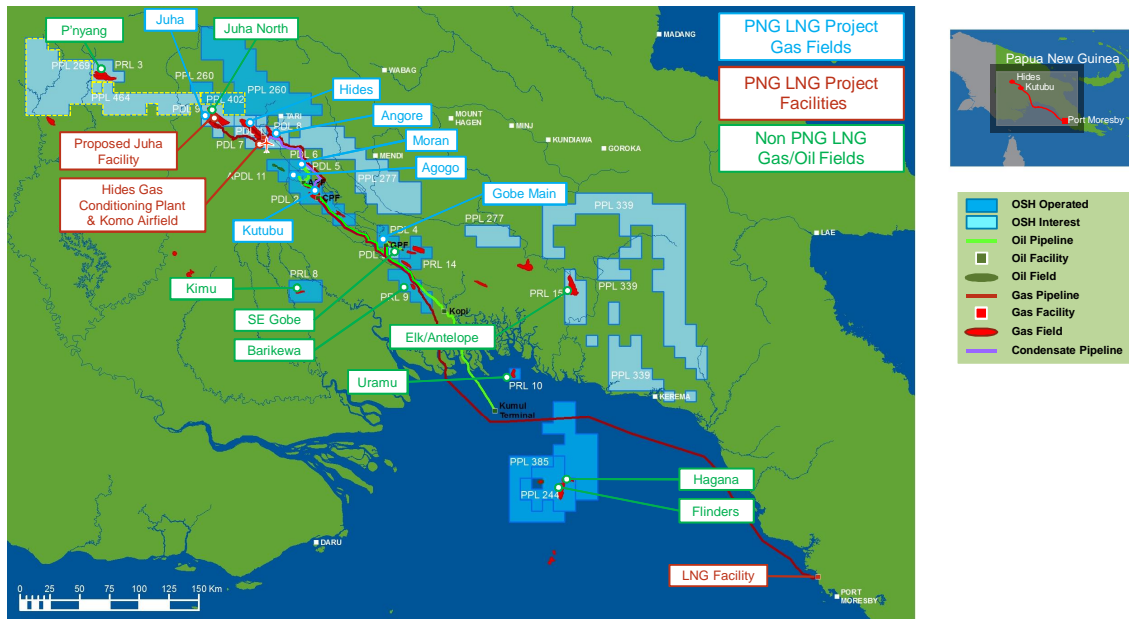 P'nyang
Juha
Juha North
PNG LNG Project
Gas Fields
PNG LNG Project
Facilities
Non PNG LNG
Gas/Oil Fields
MADANG
WABAG
PPL 269
PRL 3
PPL 260
PPL 464
PPL 402
PPL 260
Hides
PDL 9
TARI
PDL 8
Angore
MOUNT
HAGEN
MINJ
KUNDIAWA
GOROKA
Proposed Juha
Facility
PDL 7
Moran
PDL 6
PDL 5
MENDI
APDL 11
Agogo
PPL 277
Hides Gas
Conditioning Plant
& Komo Airfield
PDL 2
CPF
Gobe Main
PPL 339
PPL 277
Kutubu
PDL 4
GPF
LAE
PRL 14
PRL 8
Kimu
PRL 9
PRL 15
PPL 339
SE Gobe
Kopi
Barikewa
Elk/Antelope
Uramu
PRL 10
PPL 339
KEREMA
Kumul
Terminal
PPL 385
Hagana
PPL 244
Flinders
DARU
LNG Facility
PORT
MORESBY
0 25 50 75 100 125 150 Km
Papua New Guinea
Hides
Kutubu
Port Moresby
OSH Operated
OSH Interest
Oil Pipeline
Oil Facility
Oil Field
Gas Pipeline
Gas Facility
Gas Field
Condensate Pipeline